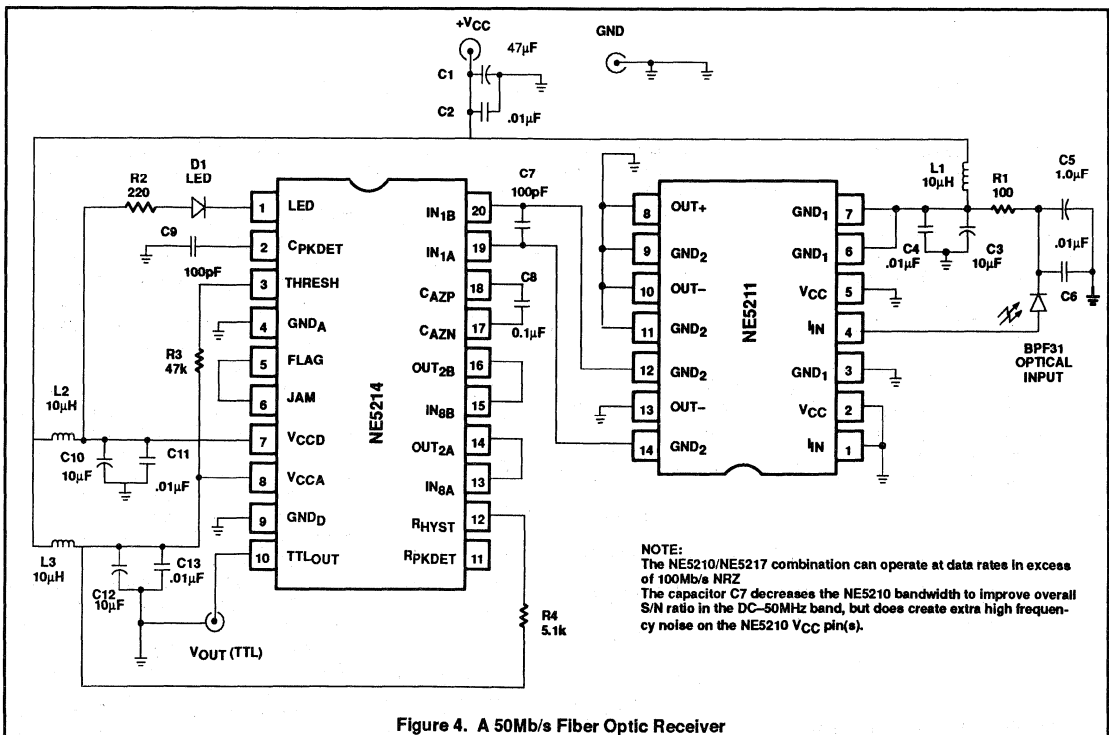 +VCC
47µF
GND
C1
C2
.01µF
D1
LED
R2
220
C9
100pF
R3
47k
L2
10µH
C10
10µF
C11
.01µF
L3
10µH
C12
10µF
C13
.01µF
VOUT (TTL)
1 LED
2 CPKDET
3 THRESH
4 GNDA
5 FLAG
6 JAM
7 VCCD
8 VCCA
9 GNDD
10 TTLOUT
NE5214
IN1B 20
IN1A 19
CAZP 18
CAZN 17
OUT2B 16
IN8B 15
OUT2A 14
IN8A 13
RHYST 12
RPKDET 11
C7
100pF
C8
0.1µF
R4
5.1k
8 OUT+
9 GND2
10 OUT–
11 GND2
12 GND2
13 OUT–
14 GND2
NE5211
GND1 7
GND1 6
VCC 5
IIN 4
GND1 3
VCC 2
IIN 1
L1
10µH
R1
100
C5
1.0µF
C4
.01µF
C3
10µF
.01µF
C6
BPF31
OPTICAL
INPUT
NOTE:
The NE5210/NE5217 combination can operate at data rates in excess
of 100Mb/s NRZ
The capacitor C7 decreases the NE5210 bandwidth to improve overall
S/N ratio in the DC–50MHz band, but does create extra high frequen-
cy noise on the NE5210 VCC pin(s).
Figure 4. A 50Mb/s Fiber Optic Receiver